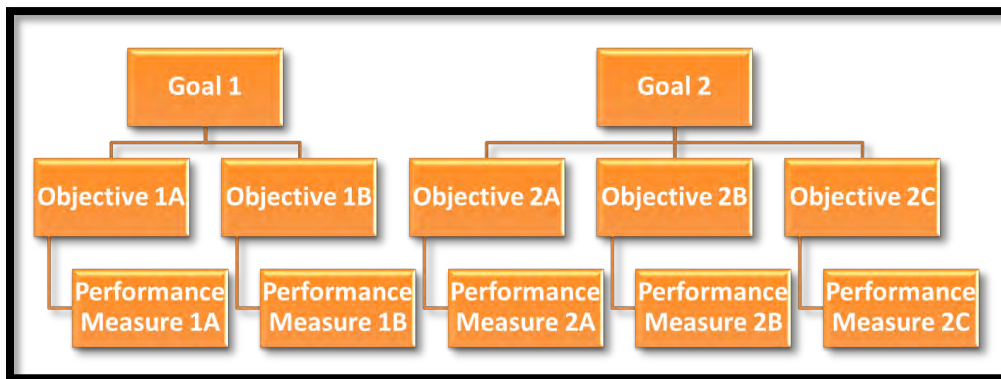 Goal 1
Goal 2
Objective 1A
Objective 1B
Objective 2A
Objective 2B
Objective 2C
Performance
Measure 1A
Performance
Measure 1B
Performance
Measure 2A
Performance
Measure 2B
Performance
Measure 2C